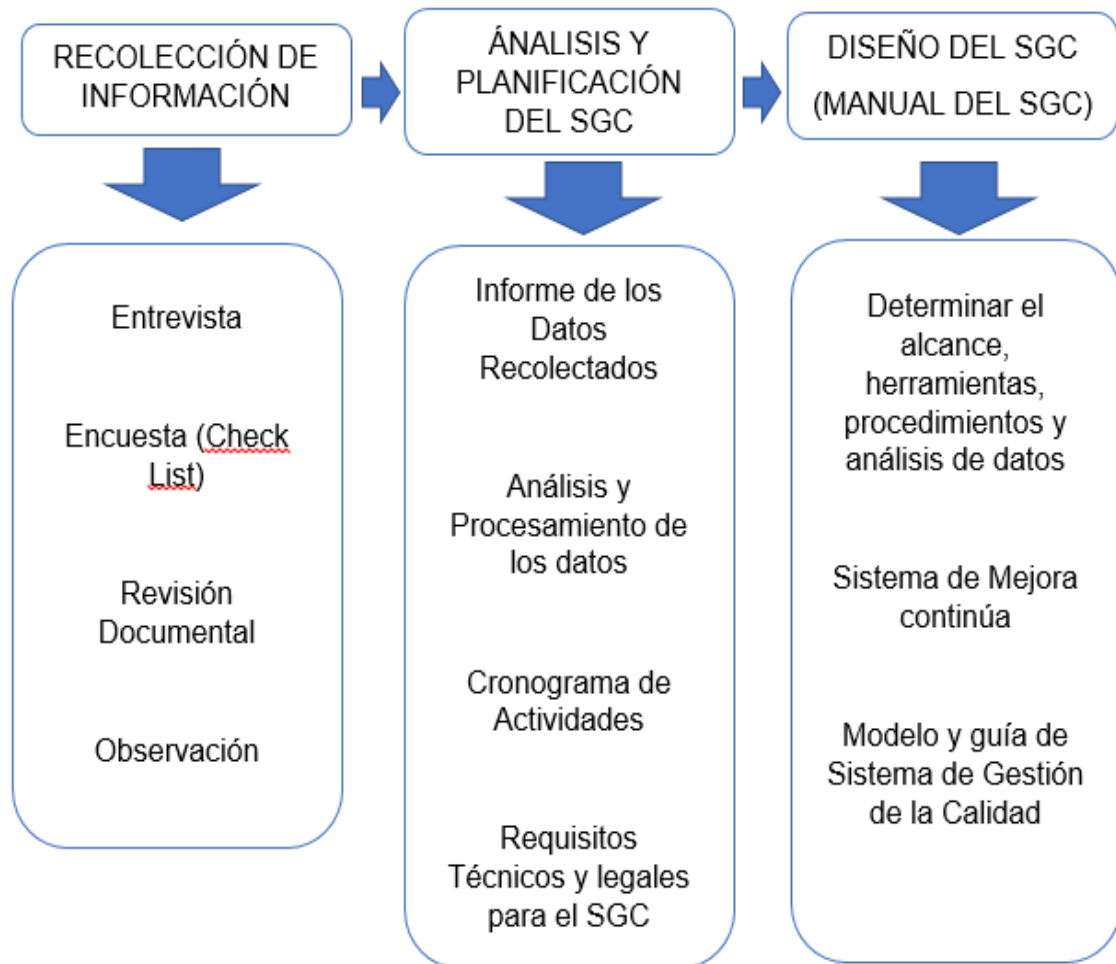 RECOLECCIÓN DE
INFORMACIÓN
ÁNALISIS Y
PLANIFICACIÓN
DEL SGC
DISEÑO DEL SGC
(MANUAL DEL SGC)
Entrevista
Encuesta (Check
List)
Revisión
Documental
Observación
Informe de los
Datos
Recolectados
Análisis y
Procesamiento de
los datos
Cronograma de
Actividades
Requisitos
Técnicos y legales
para el SGC
Determinar el
alcance,
herramientas,
procedimientos y
análisis de datos
Sistema de Mejora
continúa
Modelo y guía de
Sistema de Gestión
de la Calidad